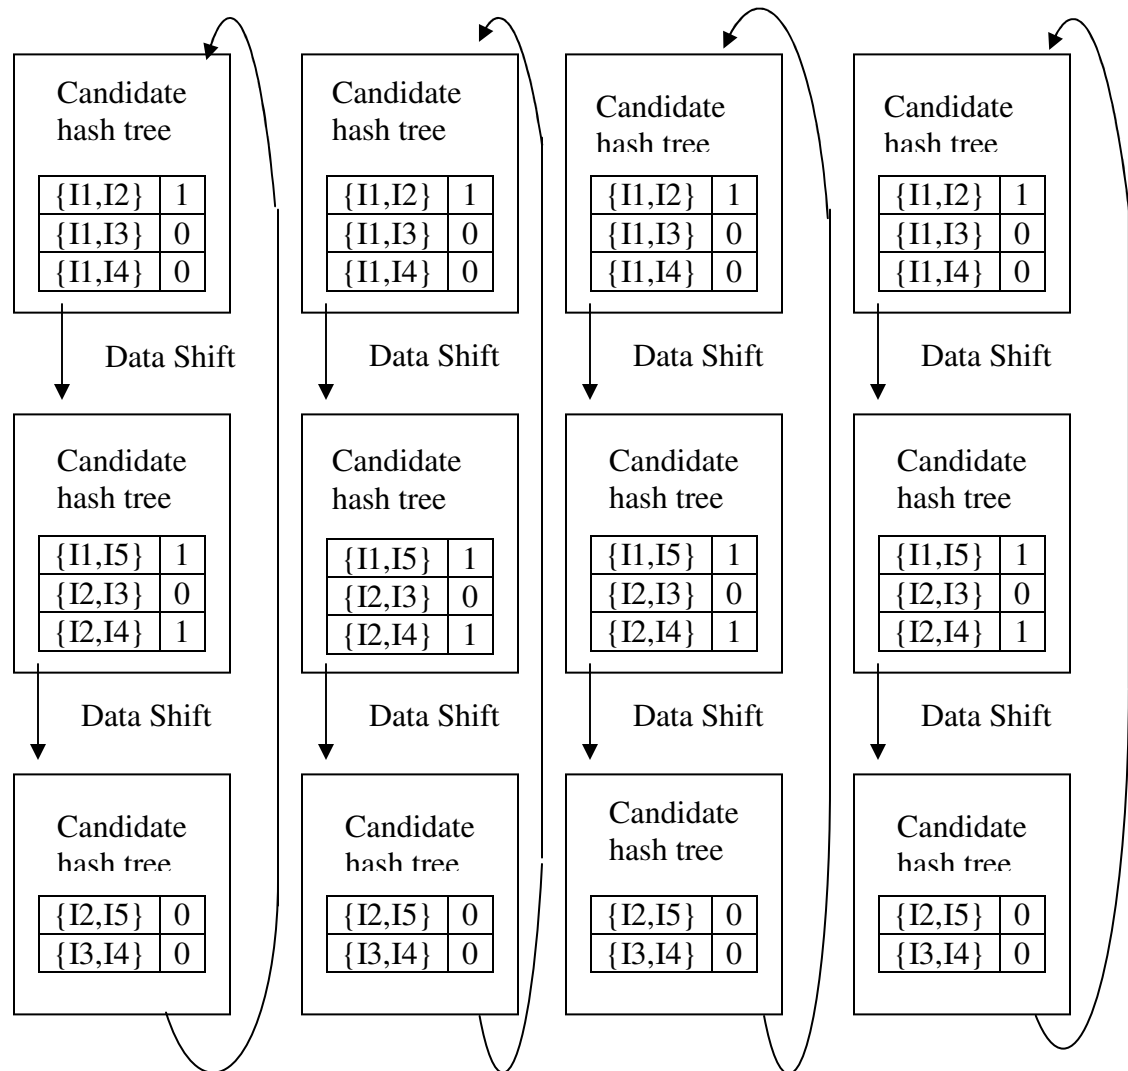 Candidate
hash tree
{I1,I2} 1
{I1,I3} 0
{I1,I4} 0
Candidate
hash tree
{I1,I2} 1
{I1,I3} 0
{I1,I4} 0
Candidate
hash tree
{I1,I2} 1
{I1,I3} 0
{I1,I4} 0
Candidate
hash tree
{I1,I2} 1
{I1,I3} 0
{I1,I4} 0
Data Shift
Data Shift
Data Shift
Data Shift
Candidate
hash tree
{I1,I5} 1
{I2,I3} 0
{I2,I4} 1
Candidate
hash tree
{I1,I5} 1
{I2,I3} 0
{I2,I4} 1
Candidate
hash tree
{I1,I5} 1
{I2,I3} 0
{I2,I4} 1
Candidate
hash tree
{I1,I5} 1
{I2,I3} 0
{I2,I4} 1
Data Shift
Data Shift
Data Shift
Data Shift
Candidate
hash tree
{I2,I5} 0
{I3,I4} 0
Candidate
hash tree
{I2,I5} 0
{I3,I4} 0
Candidate
hash tree
{I2,I5} 0
{I3,I4} 0
Candidate
hash tree
{I2,I5} 0
{I3,I4} 0